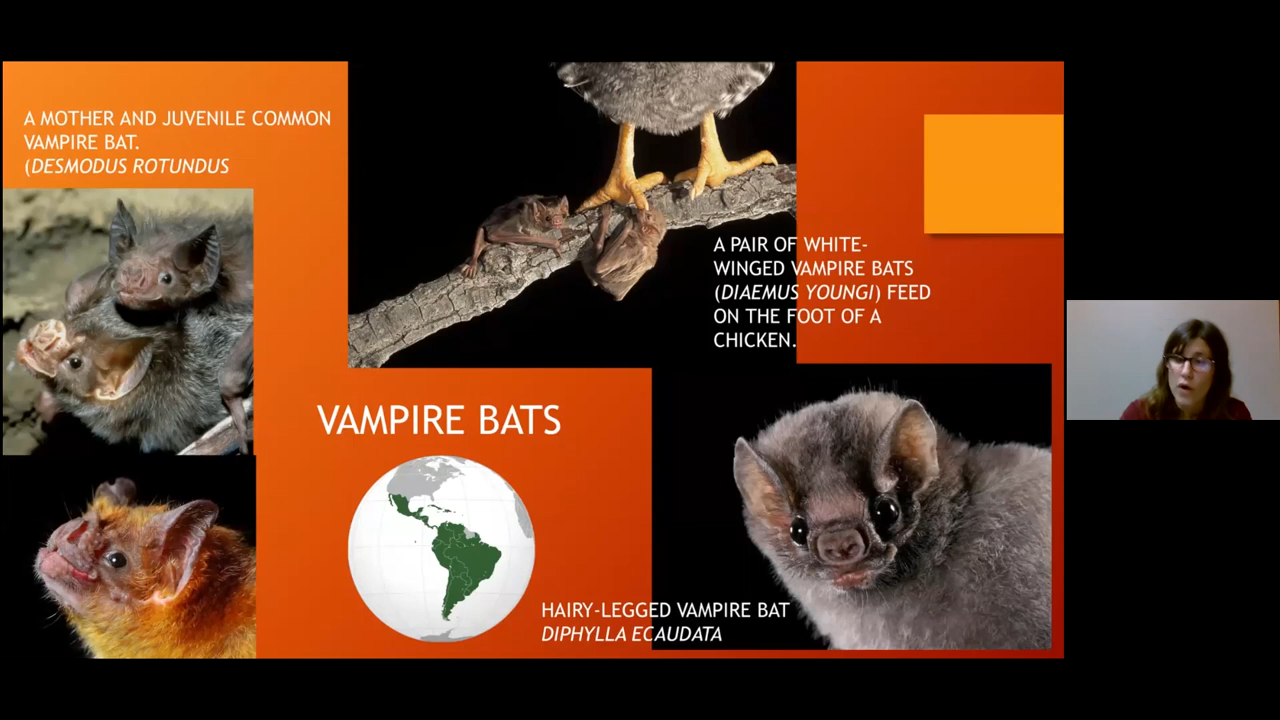 A MOTHER AND JUVENILE COMMON
VAMPIRE BAT.
(DESMODUS ROTUNDUS
A PAIR OF WHITE-
WINGED VAMPIRE BATS
(DIAEMUS YOUNGI) FEED
ON THE FOOT OF A
CHICKEN.
VAMPIRE BATS
HAIRY-LEGGED VAMPIRE BAT
DIPHYLLA ECAUDATA